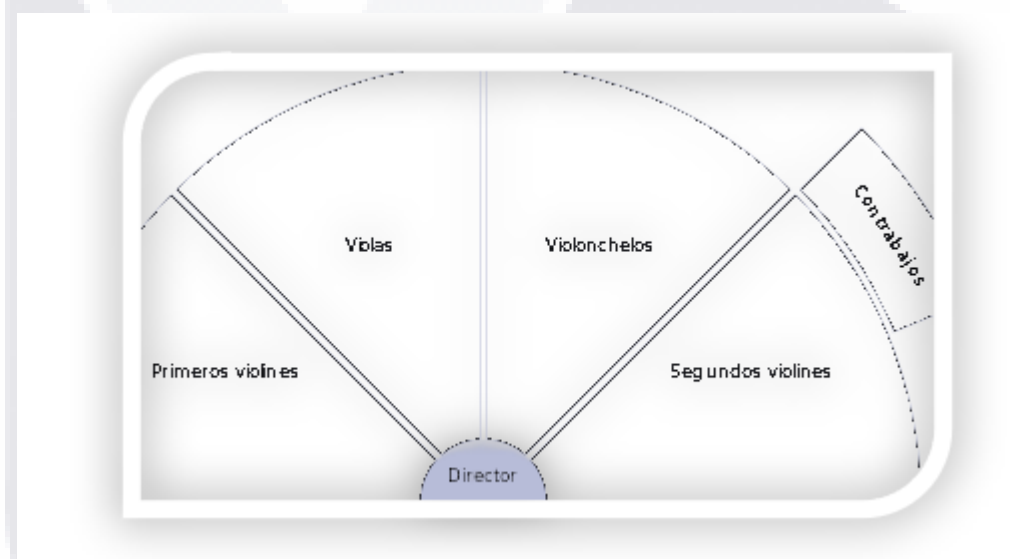 Violas
Violonchelos
Contrabajos
Primeros violines
Segundos violines
Director